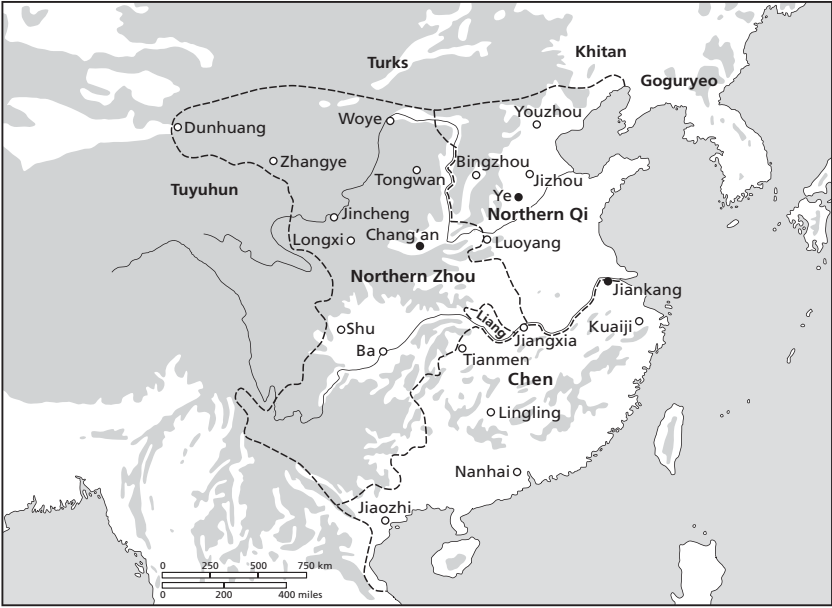 Khitan
Turks
Goguryeo
Youzhou
Woye
Dunhuang
Bingzhou
Zhangye
Tongwan
Jizhou
Tuyuhun
Ye
Northern Qi
Jincheng
Chang'an
Longxi
Luoyang
Northern Zhou
Jiankang
Liang
Kuaiji
Shu
Jiangxia
Ba
Tianmen
Chen
Lingling
Nanhai
Jiaozhi
0 250 500 750 km
0 200 400 miles